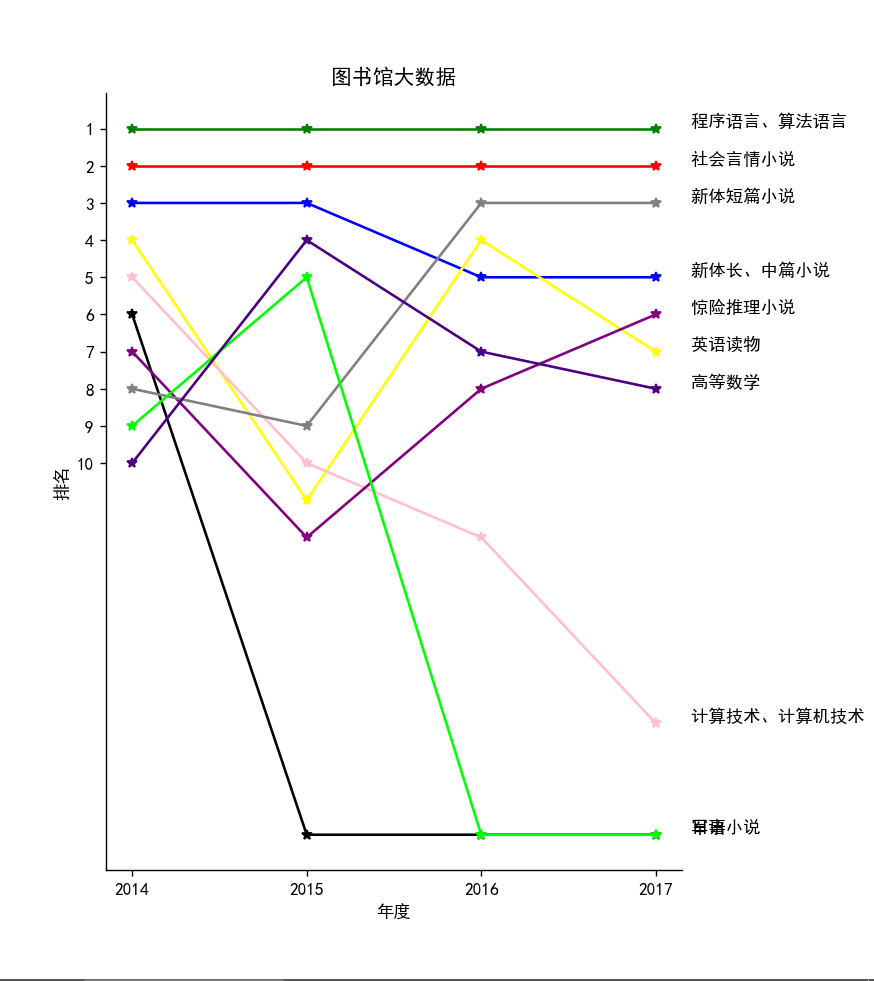 图书馆大数据
1
2
3
4
5
6
7
8
9
10
排名
程序语言、算法语言
社会言情小说
新体短篇小说
新体长、中篇小说
惊险推理小说
英语读物
高等数学
计算技术、计算机技术
小说
2014
2015
2016
2017
年度